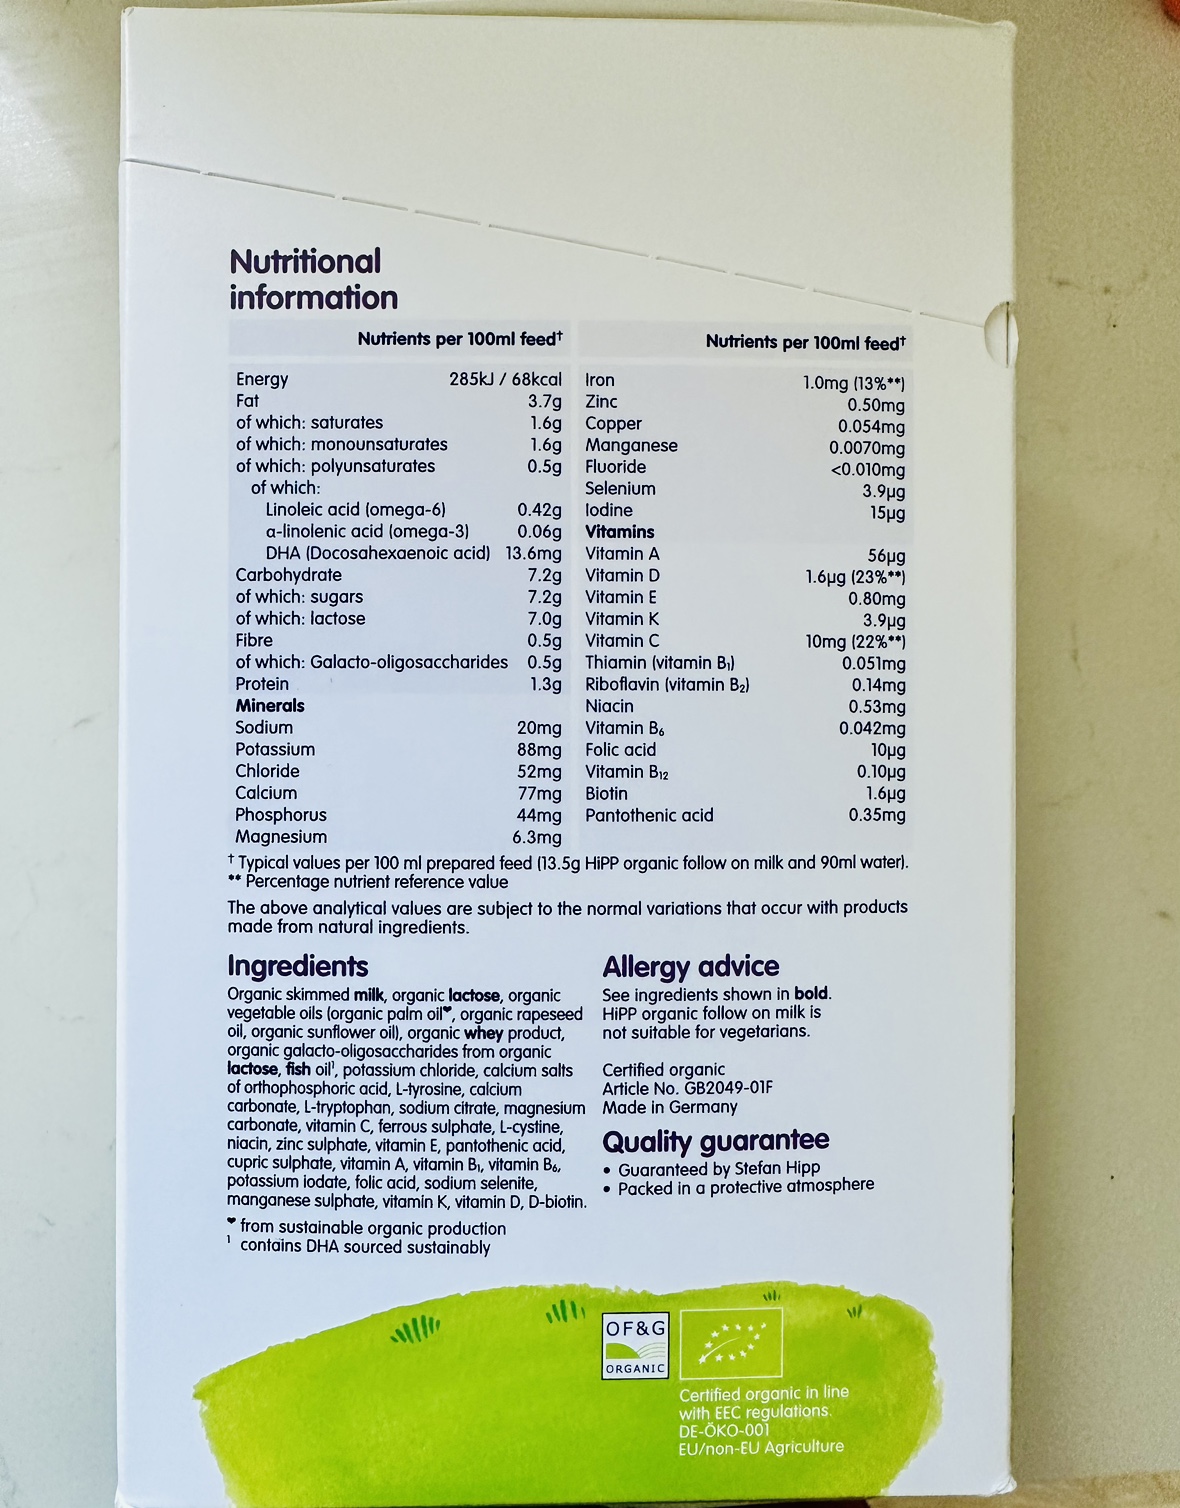 Nutritional
information
Nutrients per 100ml feed†
Energy 285kJ / 68kcal
Fat 3.7g
of which: saturates 1.6g
of which: monounsaturates 1.6g
of which: polyunsaturates 0.5g
of which:
Linoleic acid (omega-6) 0.42g
α-linolenic acid (omega-3) 0.06g
DHA (Docosahexaenoic acid) 13.6mg
Carbohydrate 7.2g
of which: sugars 7.2g
of which: lactose 7.0g
Fibre 0.5g
of which: Galacto-oligosaccharides 0.5g
Protein 1.3g
Minerals
Sodium 20mg
Potassium 88mg
Chloride 52mg
Calcium 77mg
Phosphorus 44mg
Magnesium 6.3mg
Nutrients per 100ml feed†
Iron 1.0mg (13%**)
Zinc 0.50mg
Copper 0.054mg
Manganese 0.0070mg
Fluoride <0.010mg
Selenium 3.9µg
Iodine 15µg
Vitamins
Vitamin A 56µg
Vitamin D 1.6µg (23%**)
Vitamin E 0.80mg
Vitamin K 3.9µg
Vitamin C 10mg (22%**)
Thiamin (vitamin B₁) 0.051mg
Riboflavin (vitamin B₂) 0.14mg
Niacin 0.53mg
Vitamin B₆ 0.042mg
Folic acid 10µg
Vitamin B₁₂ 0.10µg
Biotin 1.6µg
Pantothenic acid 0.35mg
† Typical values per 100 ml prepared feed (13.5g HiPP organic follow on milk and 90ml water).
** Percentage nutrient reference value
The above analytical values are subject to the normal variations that occur with products
made from natural ingredients.
Ingredients
Organic skimmed milk, organic lactose, organic
vegetable oils (organic palm oil♥, organic rapeseed
oil, organic sunflower oil), organic whey product,
organic galacto-oligosaccharides from organic
lactose, fish oil¹, potassium chloride, calcium salts
of orthophosphoric acid, L-tyrosine, calcium
carbonate, L-tryptophan, sodium citrate, magnesium
carbonate, vitamin C, ferrous sulphate, L-cystine,
niacin, zinc sulphate, vitamin E, pantothenic acid,
cupric sulphate, vitamin A, vitamin B₁, vitamin B₆,
potassium iodate, folic acid, sodium selenite,
manganese sulphate, vitamin K, vitamin D, D-biotin.
♥ from sustainable organic production
¹ contains DHA sourced sustainably
Allergy advice
See ingredients shown in bold.
HiPP organic follow on milk is
not suitable for vegetarians.
Certified organic
Article No. GB2049-01F
Made in Germany
Quality guarantee
• Guaranteed by Stefan Hipp
• Packed in a protective atmosphere
OF&G
ORGANIC
Certified organic in line
with EEC regulations.
DE-ÖKO-001
EU/non-EU Agriculture